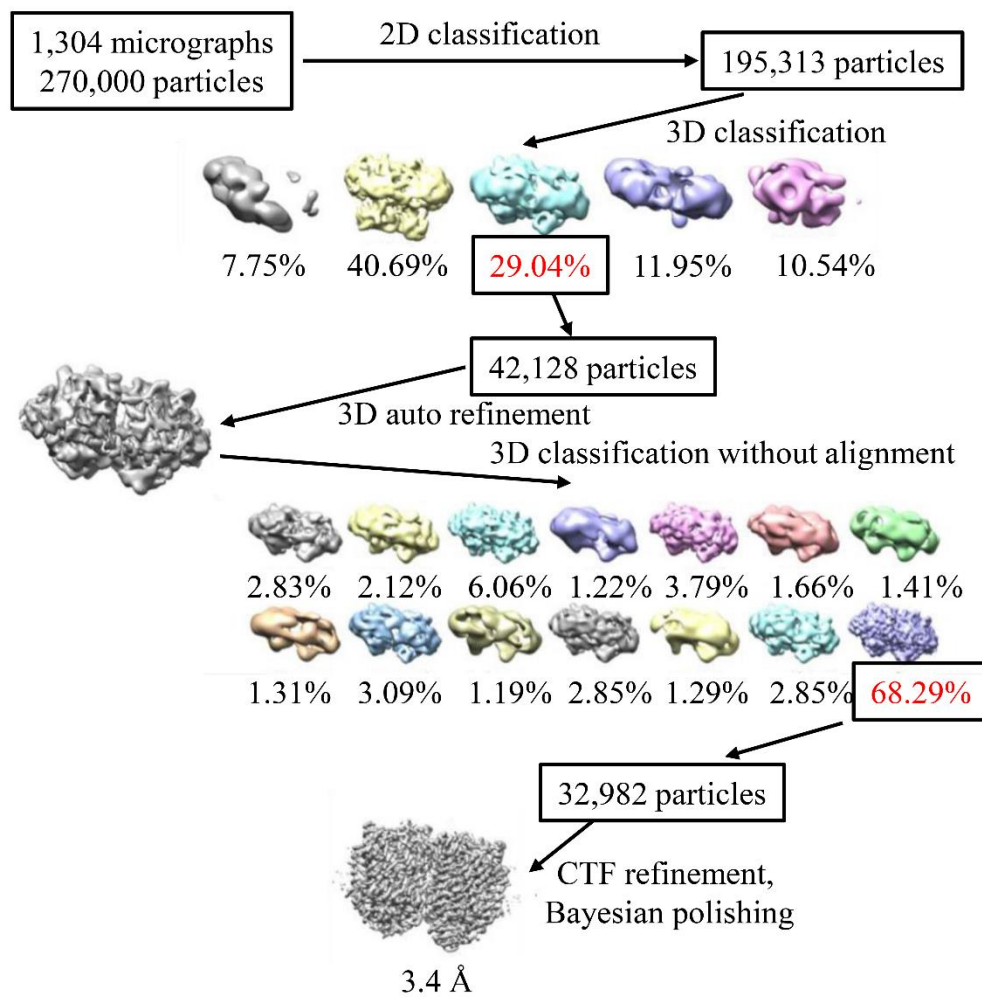 1,304 micrographs
270,000 particles
2D classification
195,313 particles
3D classification
7.75% 40.69% 29.04% 11.95% 10.54%
42,128 particles
3D auto refinement
3D classification without alignment
2.83% 2.12% 6.06% 1.22% 3.79% 1.66% 1.41%
1.31% 3.09% 1.19% 2.85% 1.29% 2.85% 68.29%
32,982 particles
CTF refinement,
Bayesian polishing
3.4 Å